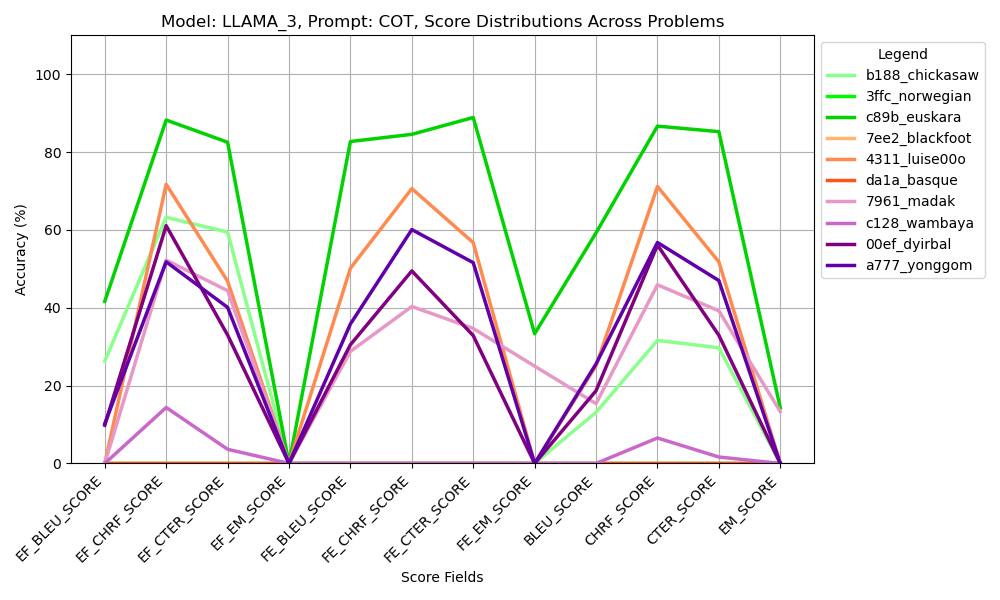 Model: LLAMA_3, Prompt: COT, Score Distributions Across Problems
Accuracy (%)
100
80
60
40
20
0
EF_BLEU_SCORE
EF_CHRF_SCORE
EF_CTER_SCORE
EF_EM_SCORE
FE_BLEU_SCORE
FE_CHRF_SCORE
FE_CTER_SCORE
FE_EM_SCORE
BLEU_SCORE
CHRF_SCORE
CTER_SCORE
EM_SCORE
Score Fields
Legend
b188_chickasaw
3ffc_norwegian
c89b_euskara
7ee2_blackfoot
4311_luise00o
da1a_basque
7961_madak
c128_wambaya
00ef_dyirbal
a777_yonggom